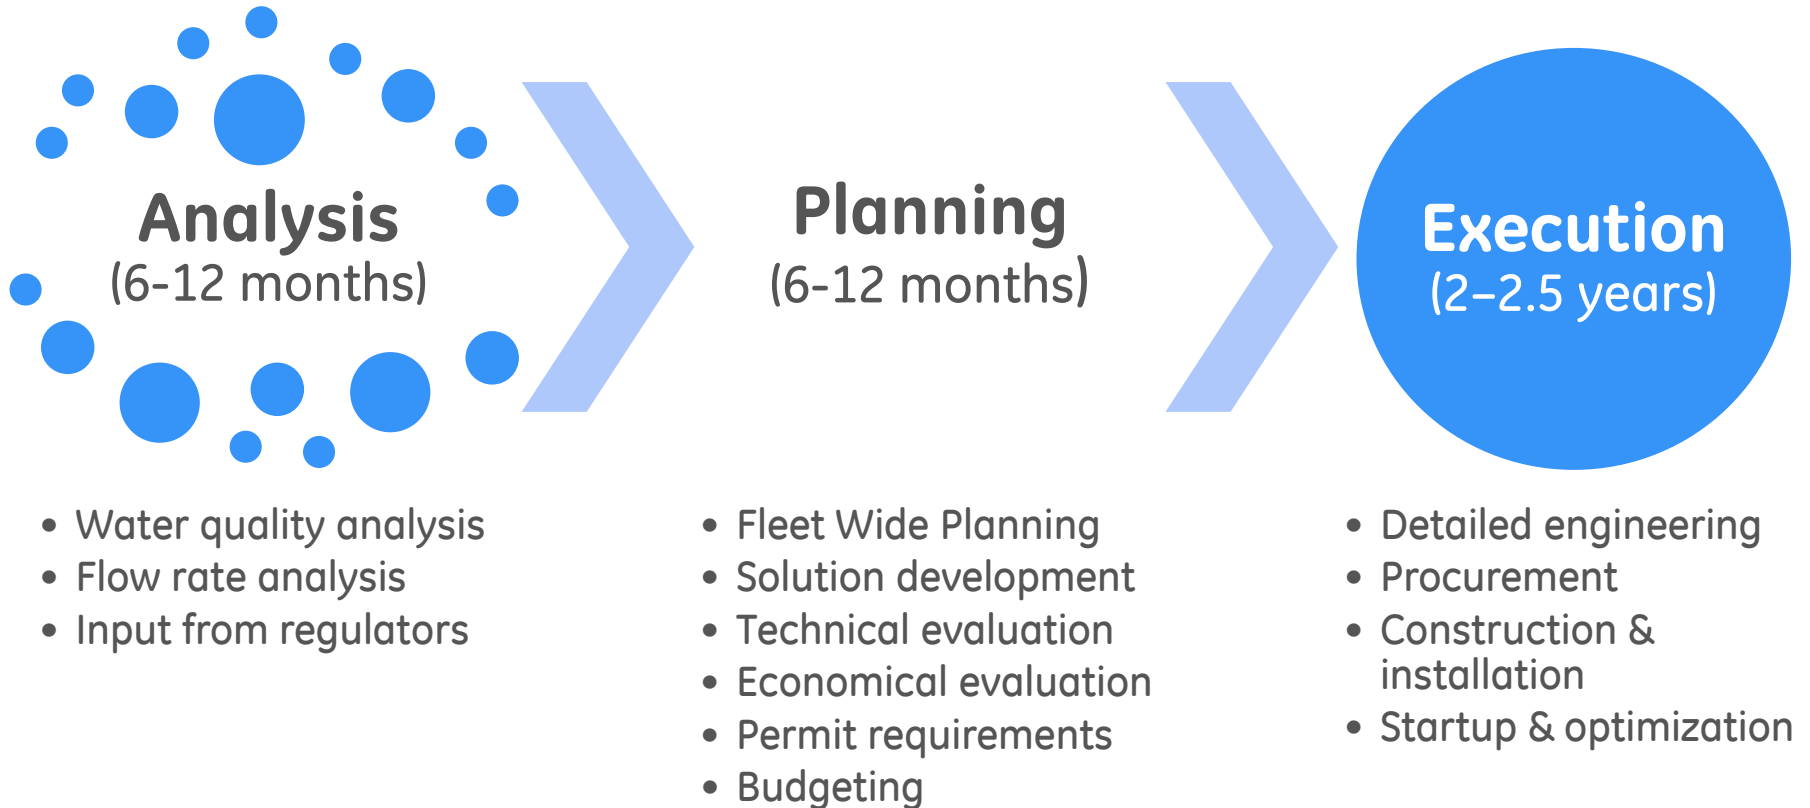 Analysis
(6-12 months)
• Water quality analysis
• Flow rate analysis
• Input from regulators
Planning
(6-12 months)
• Fleet Wide Planning
• Solution development
• Technical evaluation
• Economical evaluation
• Permit requirements
• Budgeting
Execution
(2–2.5 years)
• Detailed engineering
• Procurement
• Construction &
installation
• Startup & optimization